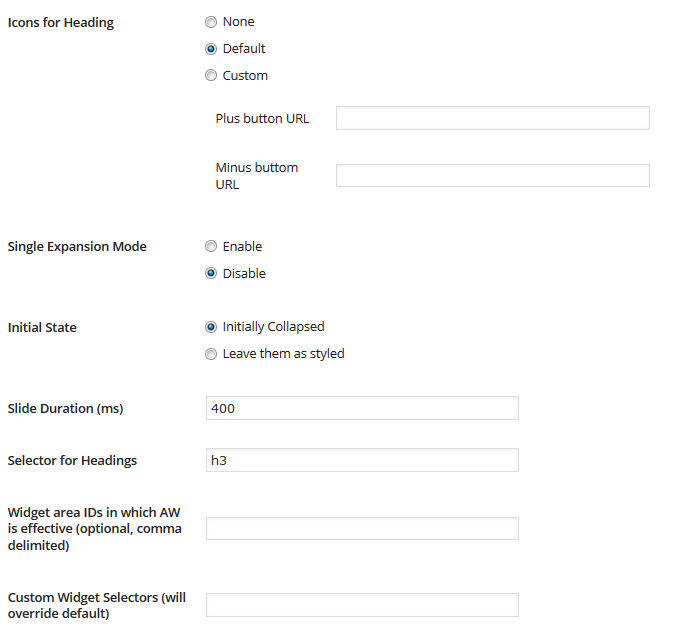 Icons for Heading
None
Default
Custom
Plus button URL
Minus buttom
URL
Single Expansion Mode
Enable
Disable
Initial State
Initially Collapsed
Leave them as styled
Slide Duration (ms)
400
Selector for Headings
h3
Widget area IDs in which AW
is effective (optional, comma
delimited)
Custom Widget Selectors (will
override default)